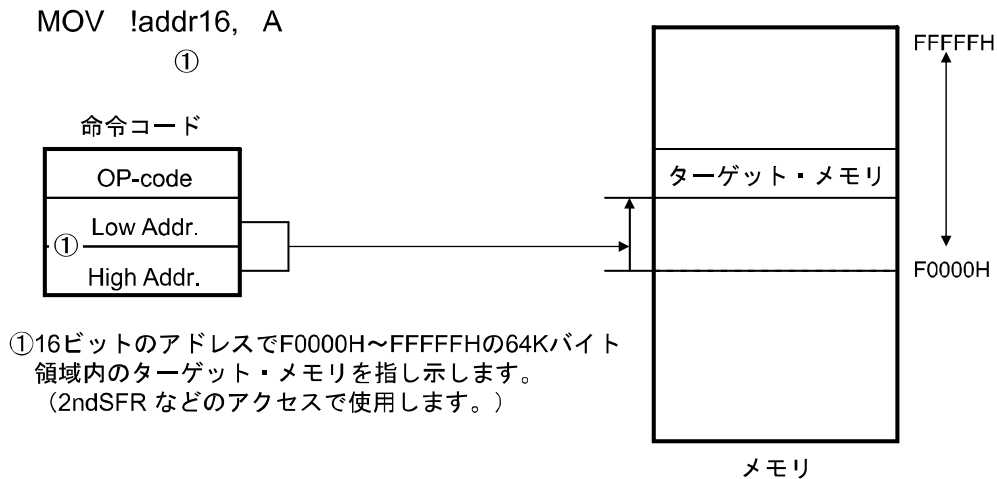 MOV !addr16, A
①
命令コード
OP-code
Low Addr.
①
High Addr.
FFFFFH
ターゲット・メモリ
F0000H
メモリ
①16ビットのアドレスでF0000H～FFFFFHの64Kバイト
領域内のターゲット・メモリを指し示します。
（2ndSFR などのアクセスで使用します。）